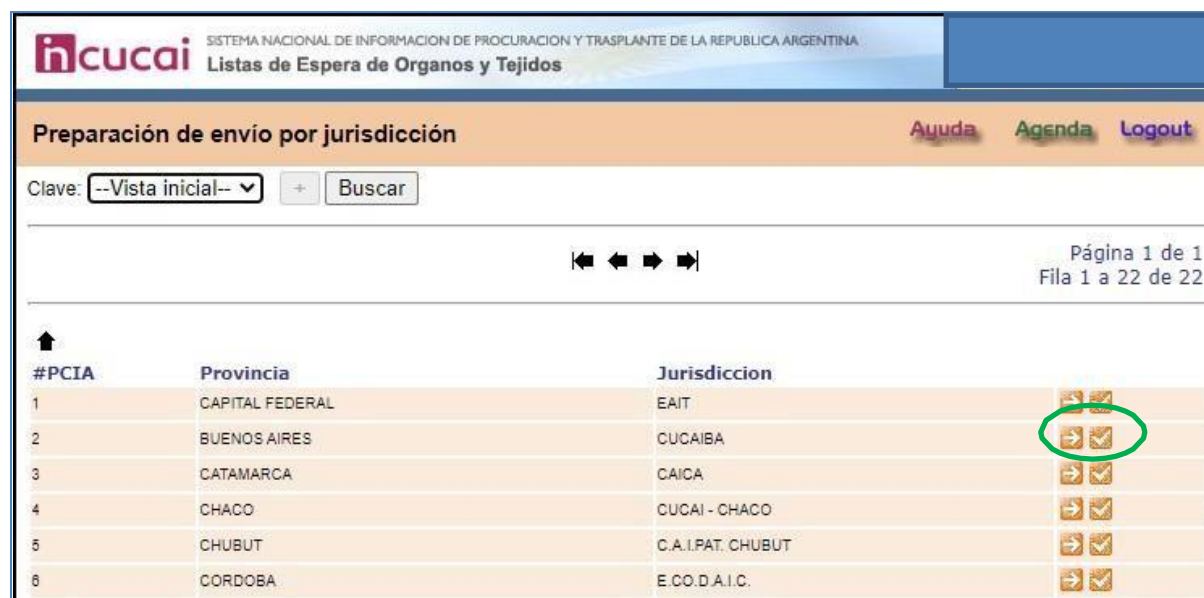 incucai SISTEMA NACIONAL DE INFORMACION DE PROCURACION Y TRASPLANTE DE LA REPUBLICA ARGENTINA
Listas de Espera de Organos y Tejidos
Preparación de envío por jurisdicción Ayuda Agenda Logout
Clave: --Vista inicial-- + Buscar
Página 1 de 1
Fila 1 a 22 de 22
#PCIA Provincia Jurisdiccion
1 CAPITAL FEDERAL EAIT
2 BUENOS AIRES CUCAIBA
3 CATAMARCA CAICA
4 CHACO CUCAI - CHACO
5 CHUBUT C.A.I.PAT. CHUBUT
6 CORDOBA E.CO.D.A.I.C.